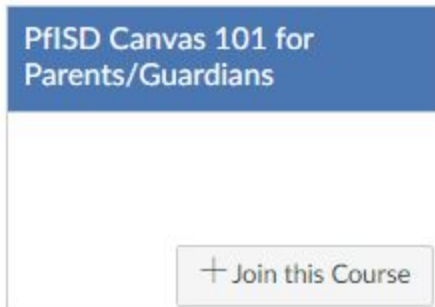 PfISD Canvas 101 for
Parents/Guardians
+ Join this Course